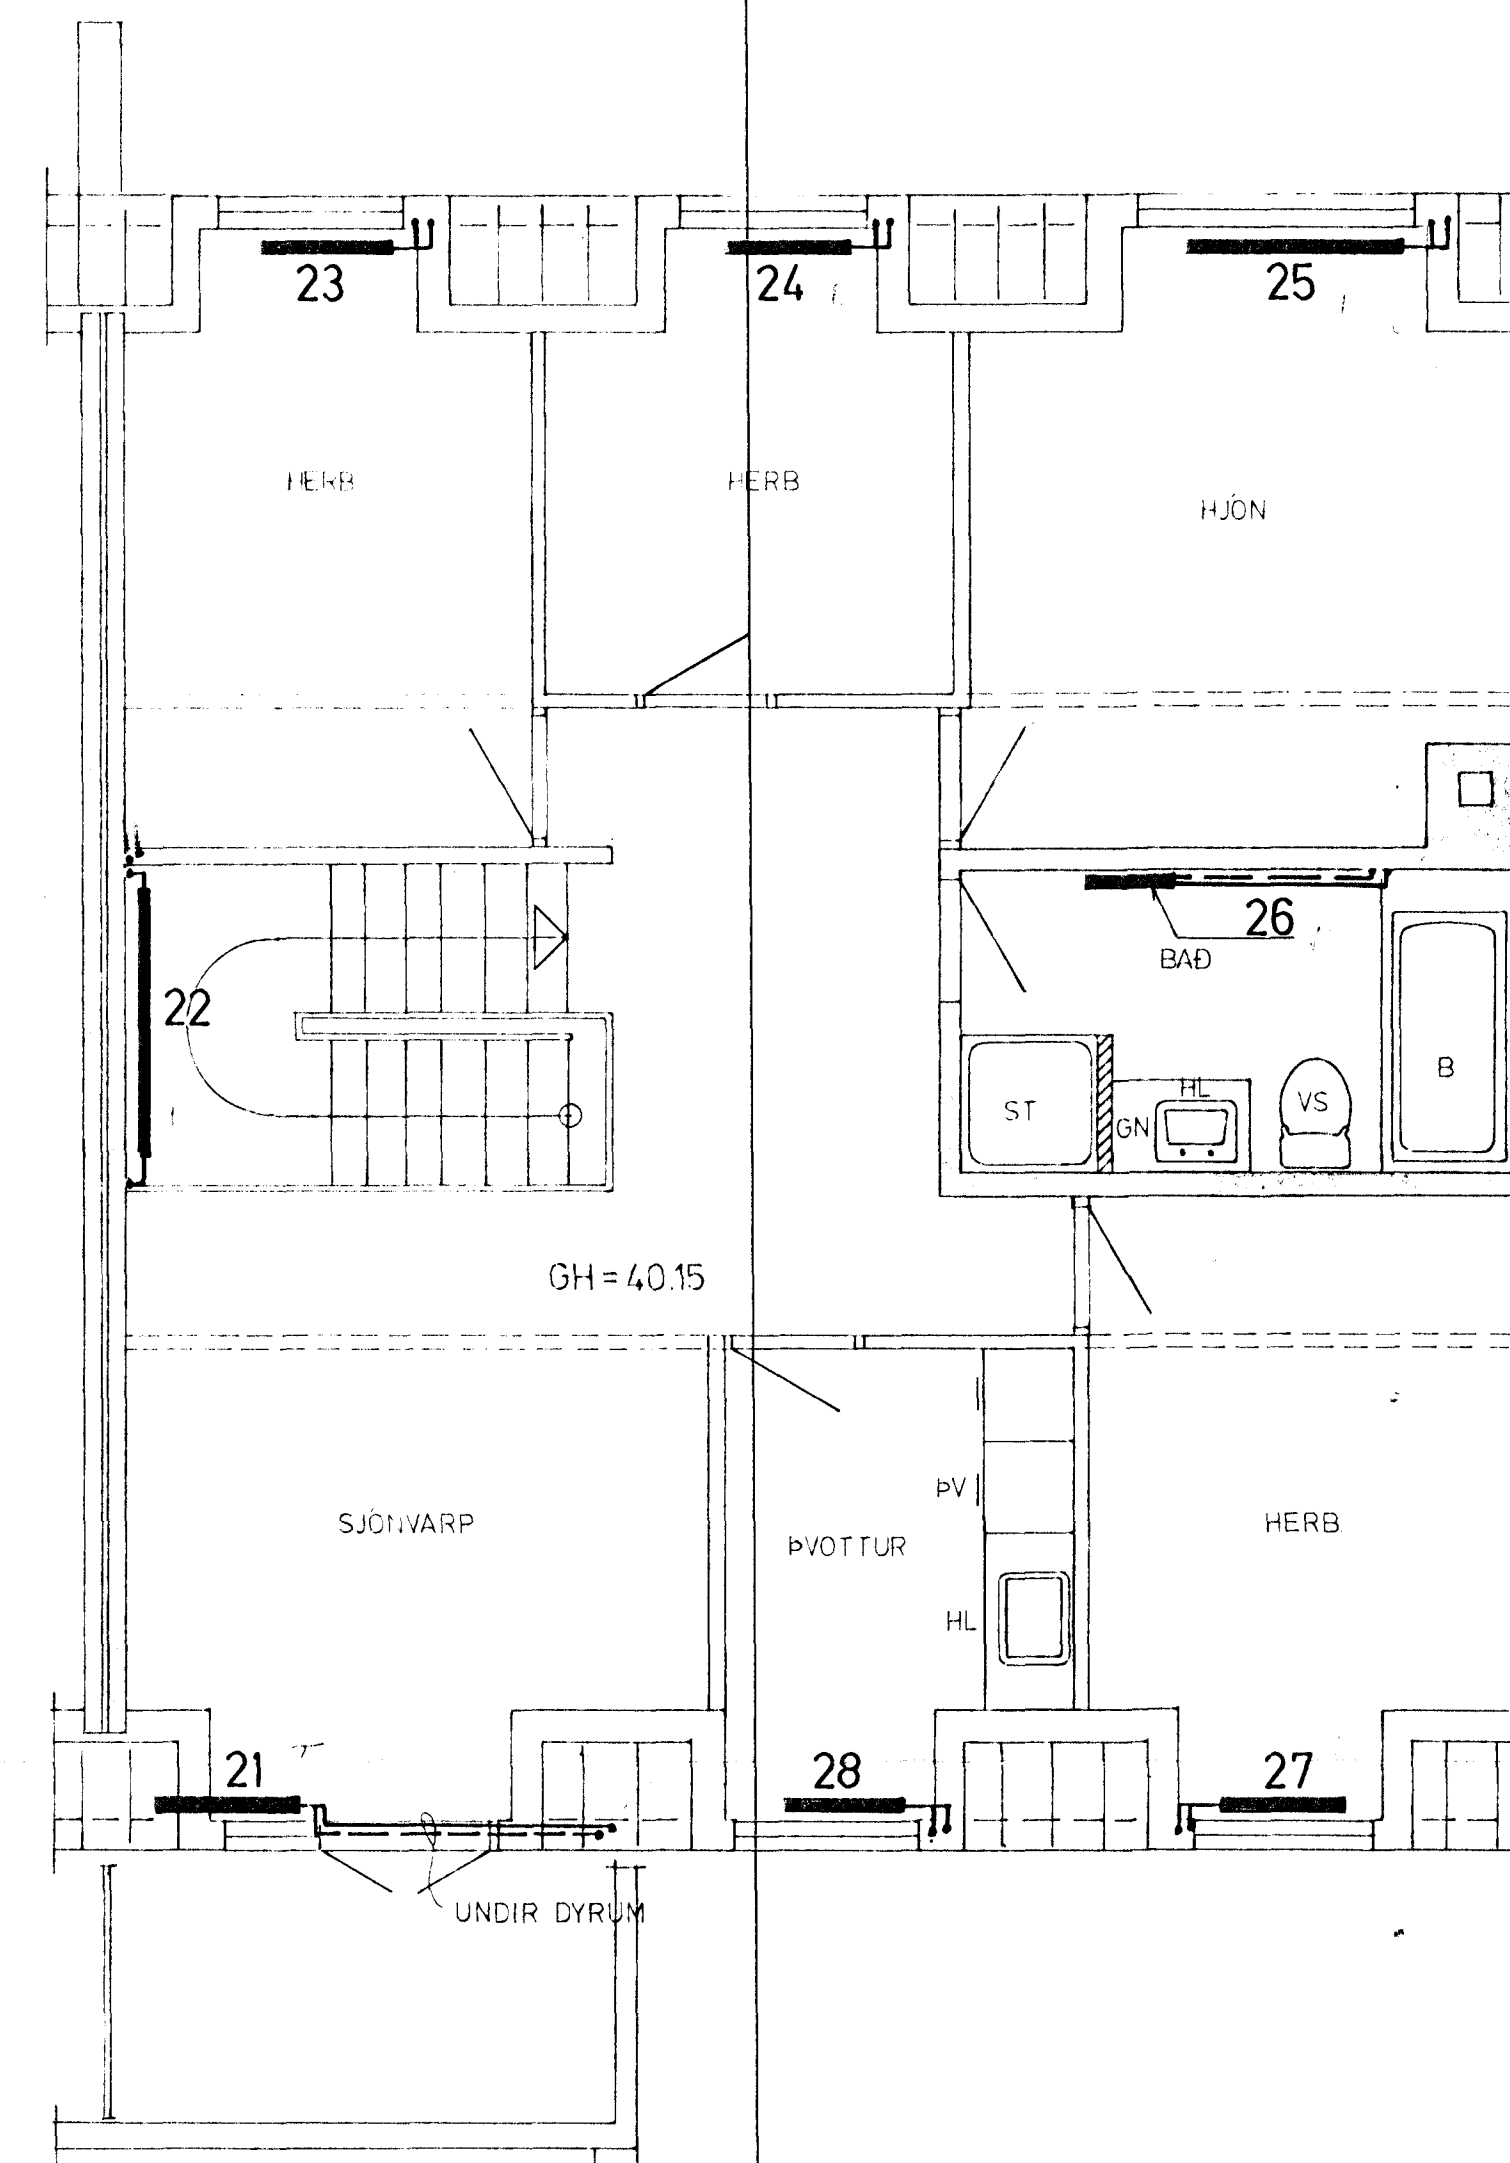 23
24
25
HERB
HERB
HJÓN
26
BAÐ
22
B
HL
VS
ST
GN
GH = 40.15
ÞV
SJÓNVARP
HERB
ÞVOTTUR
HL
21
28
27
UNDIR DYRUM